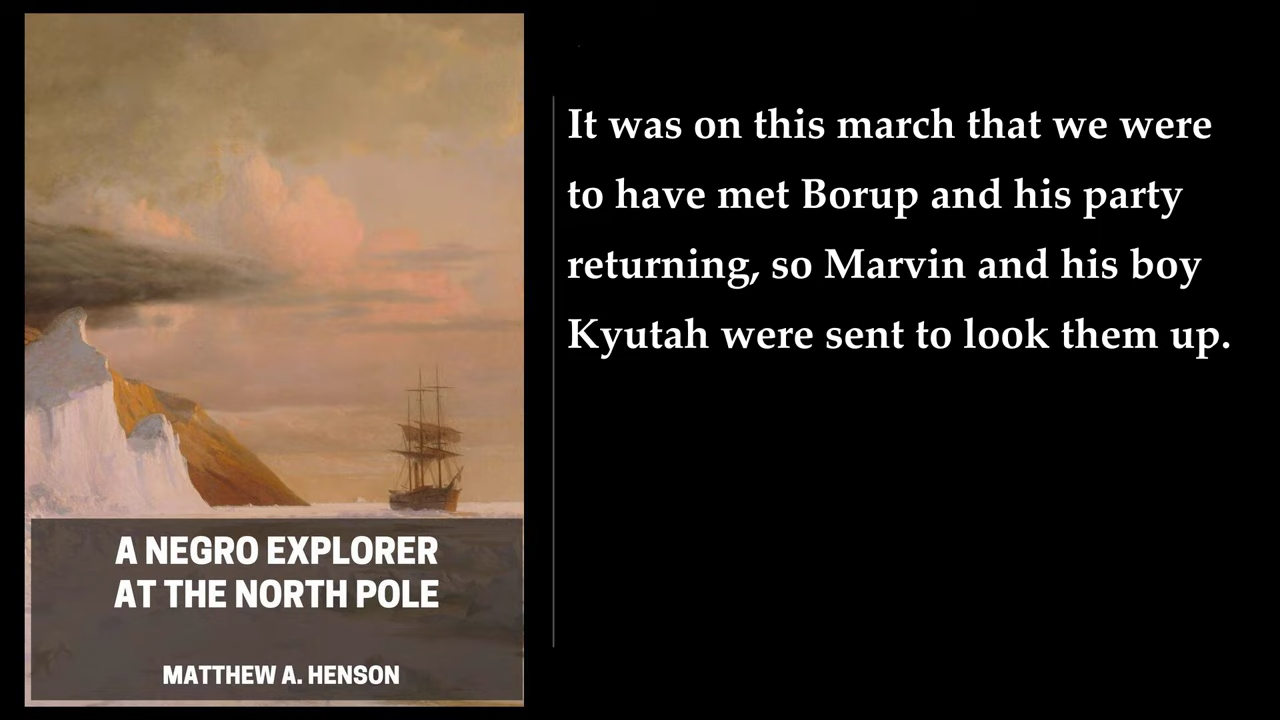 A NEGRO EXPLORER
AT THE NORTH POLE
MATTHEW A. HENSON
It was on this march that we were
to have met Borup and his party
returning, so Marvin and his boy
Kyutah were sent to look them up.